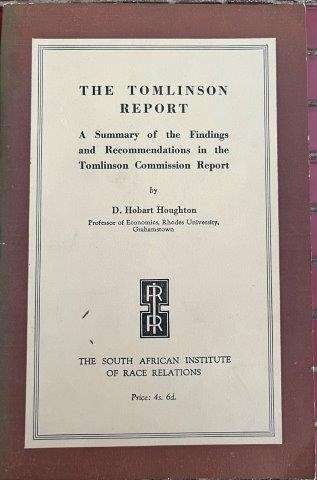 THE TOMLINSON
REPORT
A Summary of the Findings
and Recommendations in the
Tomlinson Commission Report
by
D. Hobart Houghton
Professor of Economics, Rhodes University,
Grahamstown
RR
THE SOUTH AFRICAN INSTITUTE
OF RACE RELATIONS
Price: 4s. 6d.